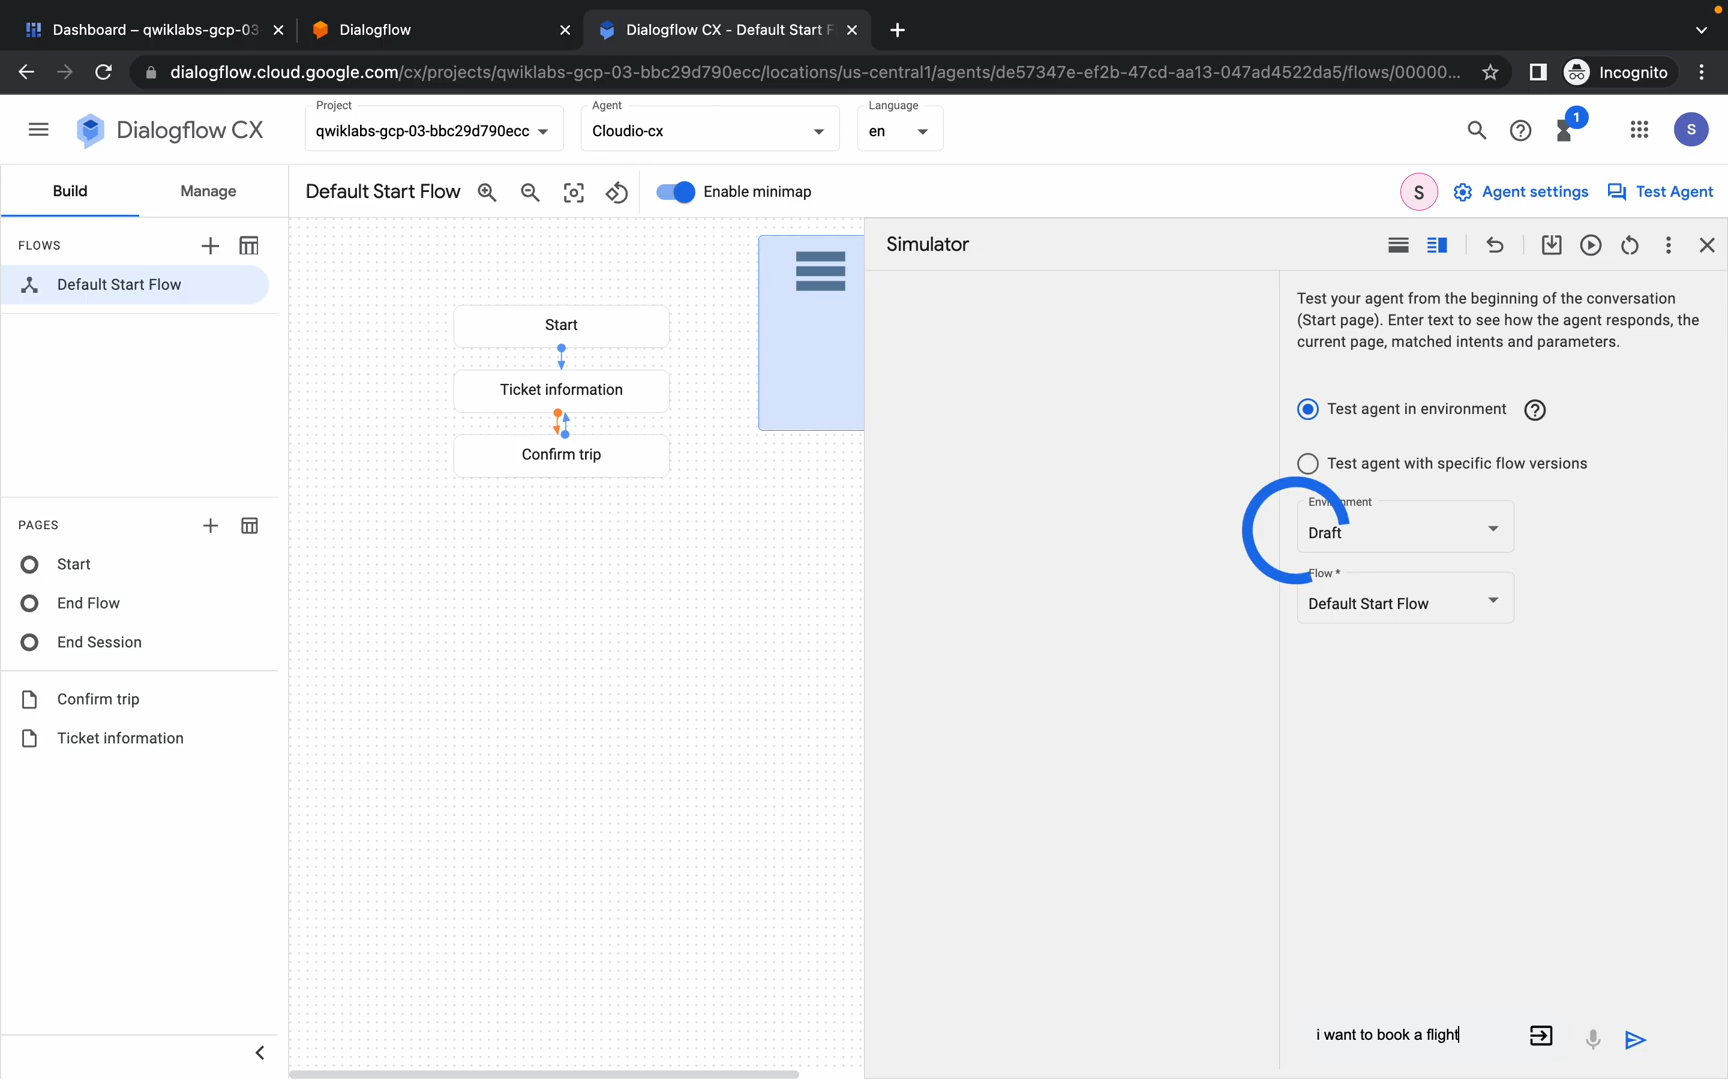 Dashboard – qwiklabs-gcp-03
Dialogflow
Dialogflow CX - Default Start F
dialogflow.cloud.google.com/cx/projects/qwiklabs-gcp-03-bbc29d790ecc/locations/us-central1/agents/de57347e-ef2b-47cd-aa13-047ad4522da5/flows/00000...
Incognito
Dialogflow CX
Project
qwiklabs-gcp-03-bbc29d790ecc
Agent
Cloudio-cx
Language
en
1
S
Build
Manage
Default Start Flow
Enable minimap
S
Agent settings
Test Agent
FLOWS
Default Start Flow
PAGES
Start
End Flow
End Session
Confirm trip
Ticket information
Start
Ticket information
Confirm trip
Simulator
Test your agent from the beginning of the conversation
(Start page). Enter text to see how the agent responds, the
current page, matched intents and parameters.
Test agent in environment
Test agent with specific flow versions
Environment
Draft
Flow *
Default Start Flow
i want to book a flight